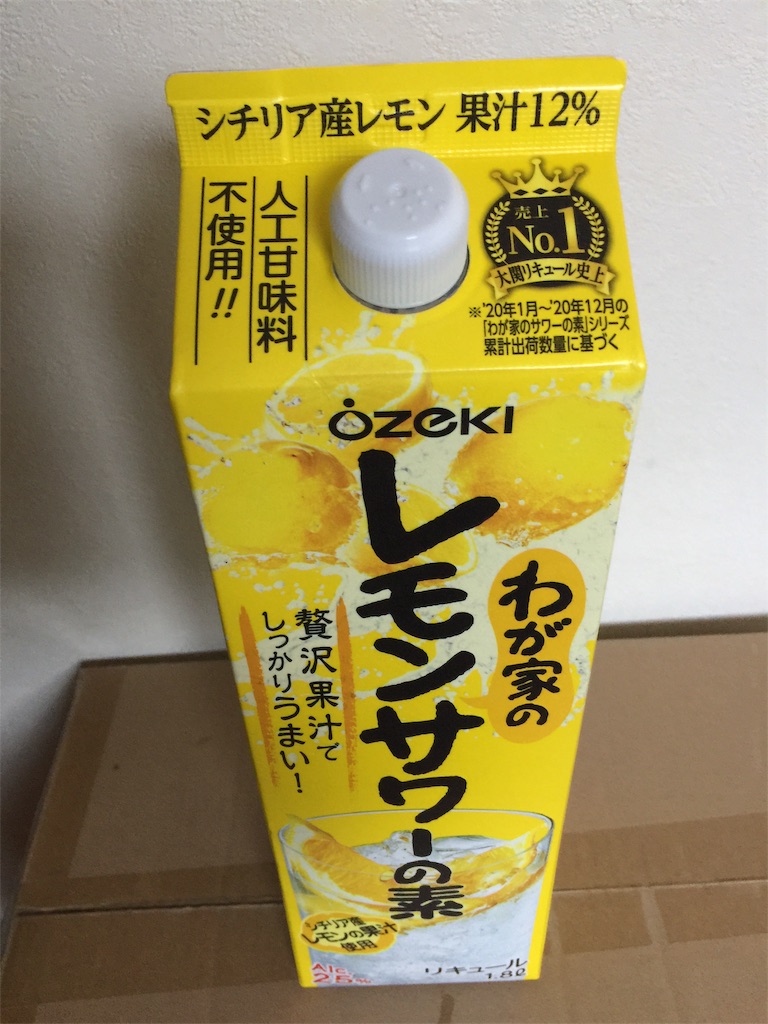 シチリア産レモン 果汁12%
人工甘味料
不使用!!
売上
No.1
大関リキュール史上
※'20年1月〜'20年12月の
「わが家のサワーの素」シリーズ
累計出荷数量に基づく
OZEKI
わが家の
レモンサワーの素
贅沢果汁で
しっかりうまい!
シチリア産
レモンの果汁
使用
Alc.
25%
リキュール
1.8ℓ